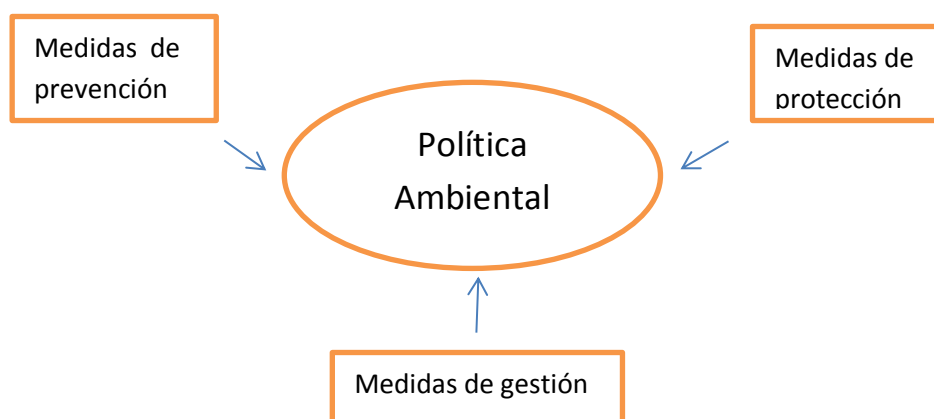 Medidas de
prevención
Medidas de
protección
Política
Ambiental
Medidas de gestión